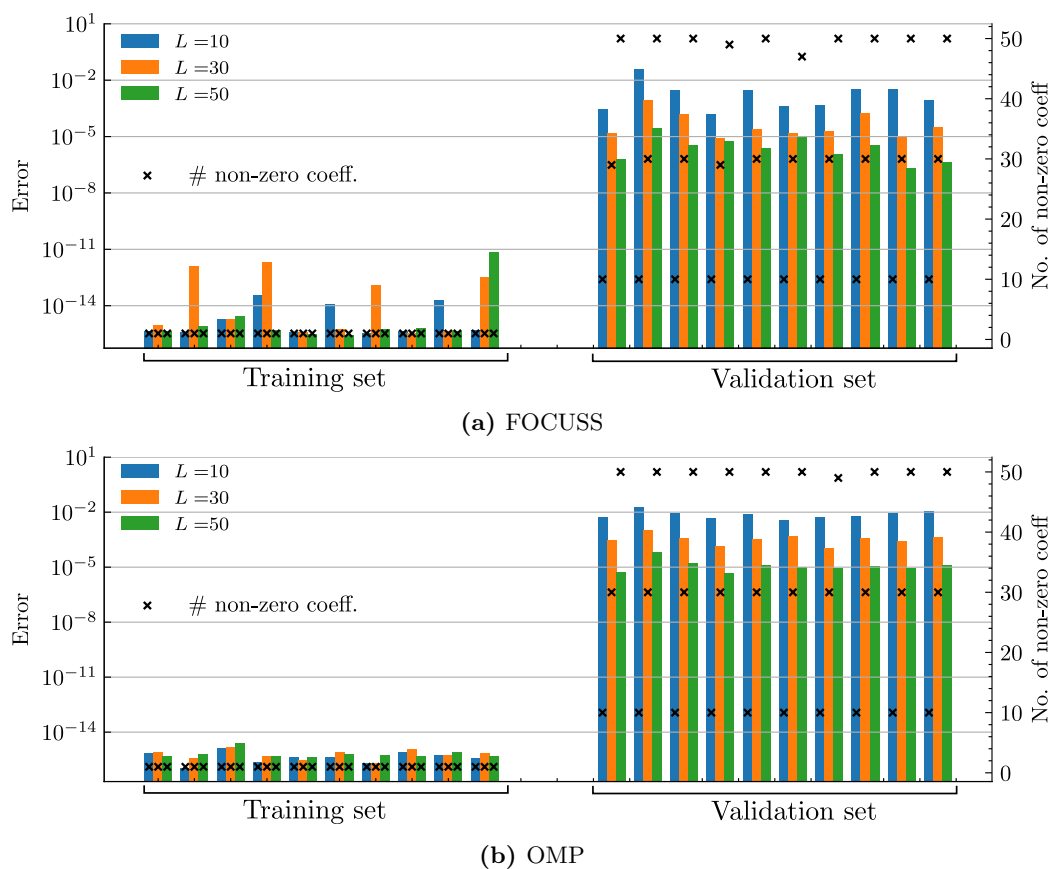 10^1
10^−2
10^−5
10^−8
10^−11
10^−14
Error
L =10
L =30
L =50
# non-zero coeff.
50
40
30
20
10
0
No. of non-zero coeff
Training set
Validation set
(a) FOCUSS
10^1
10^−2
10^−5
10^−8
10^−11
10^−14
Error
L =10
L =30
L =50
# non-zero coeff.
50
40
30
20
10
0
No. of non-zero coeff
Training set
Validation set
(b) OMP